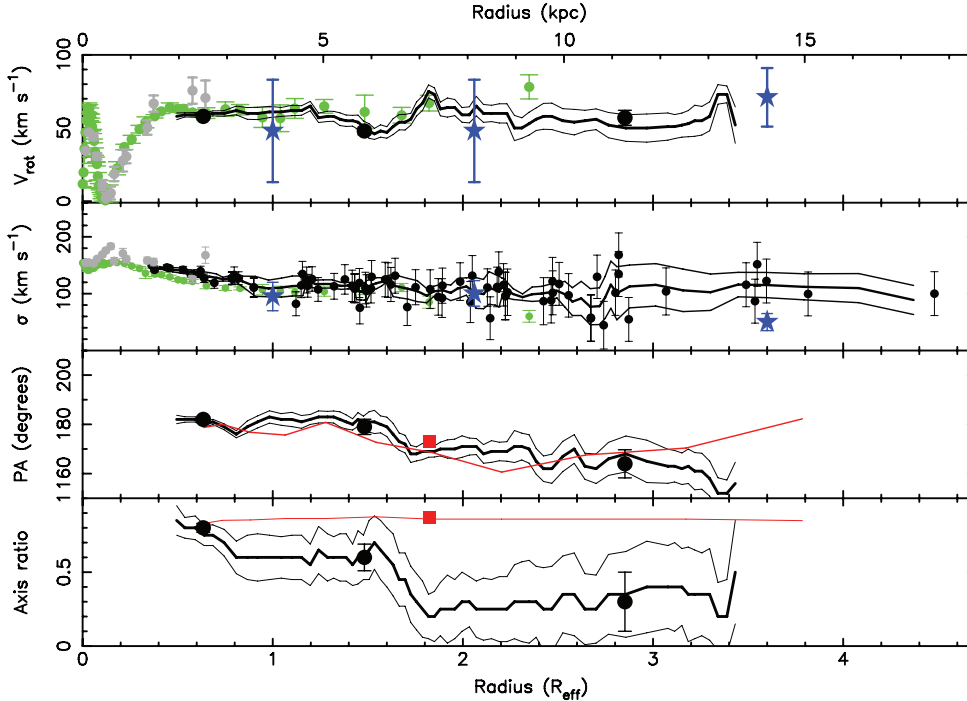 Radius (kpc)
0 5 10 15
V_rot (km s⁻¹)
100
50
0
σ (km s⁻¹)
200
100
PA (degrees)
200
180
160
1
Axis ratio
0.5
0
0 1 2 3 4
Radius (R_eff)